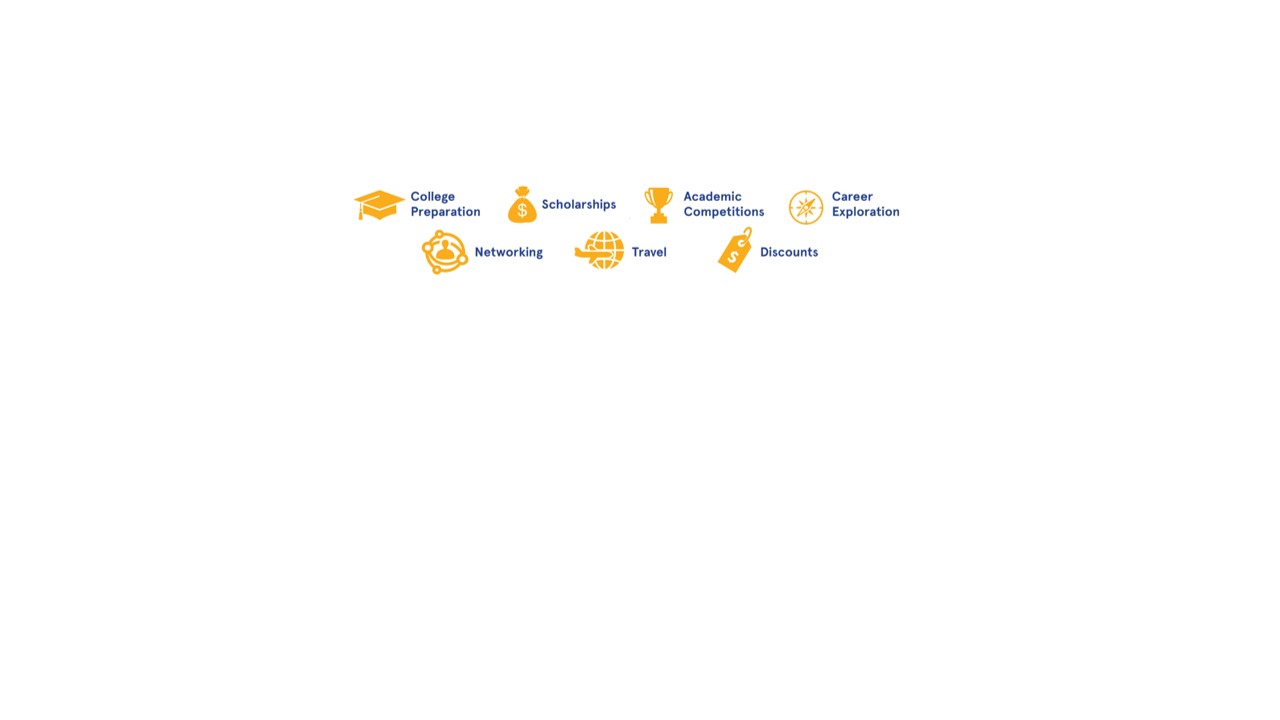 College
Preparation
Scholarships
Academic
Competitions
Career
Exploration
Networking
Travel
Discounts